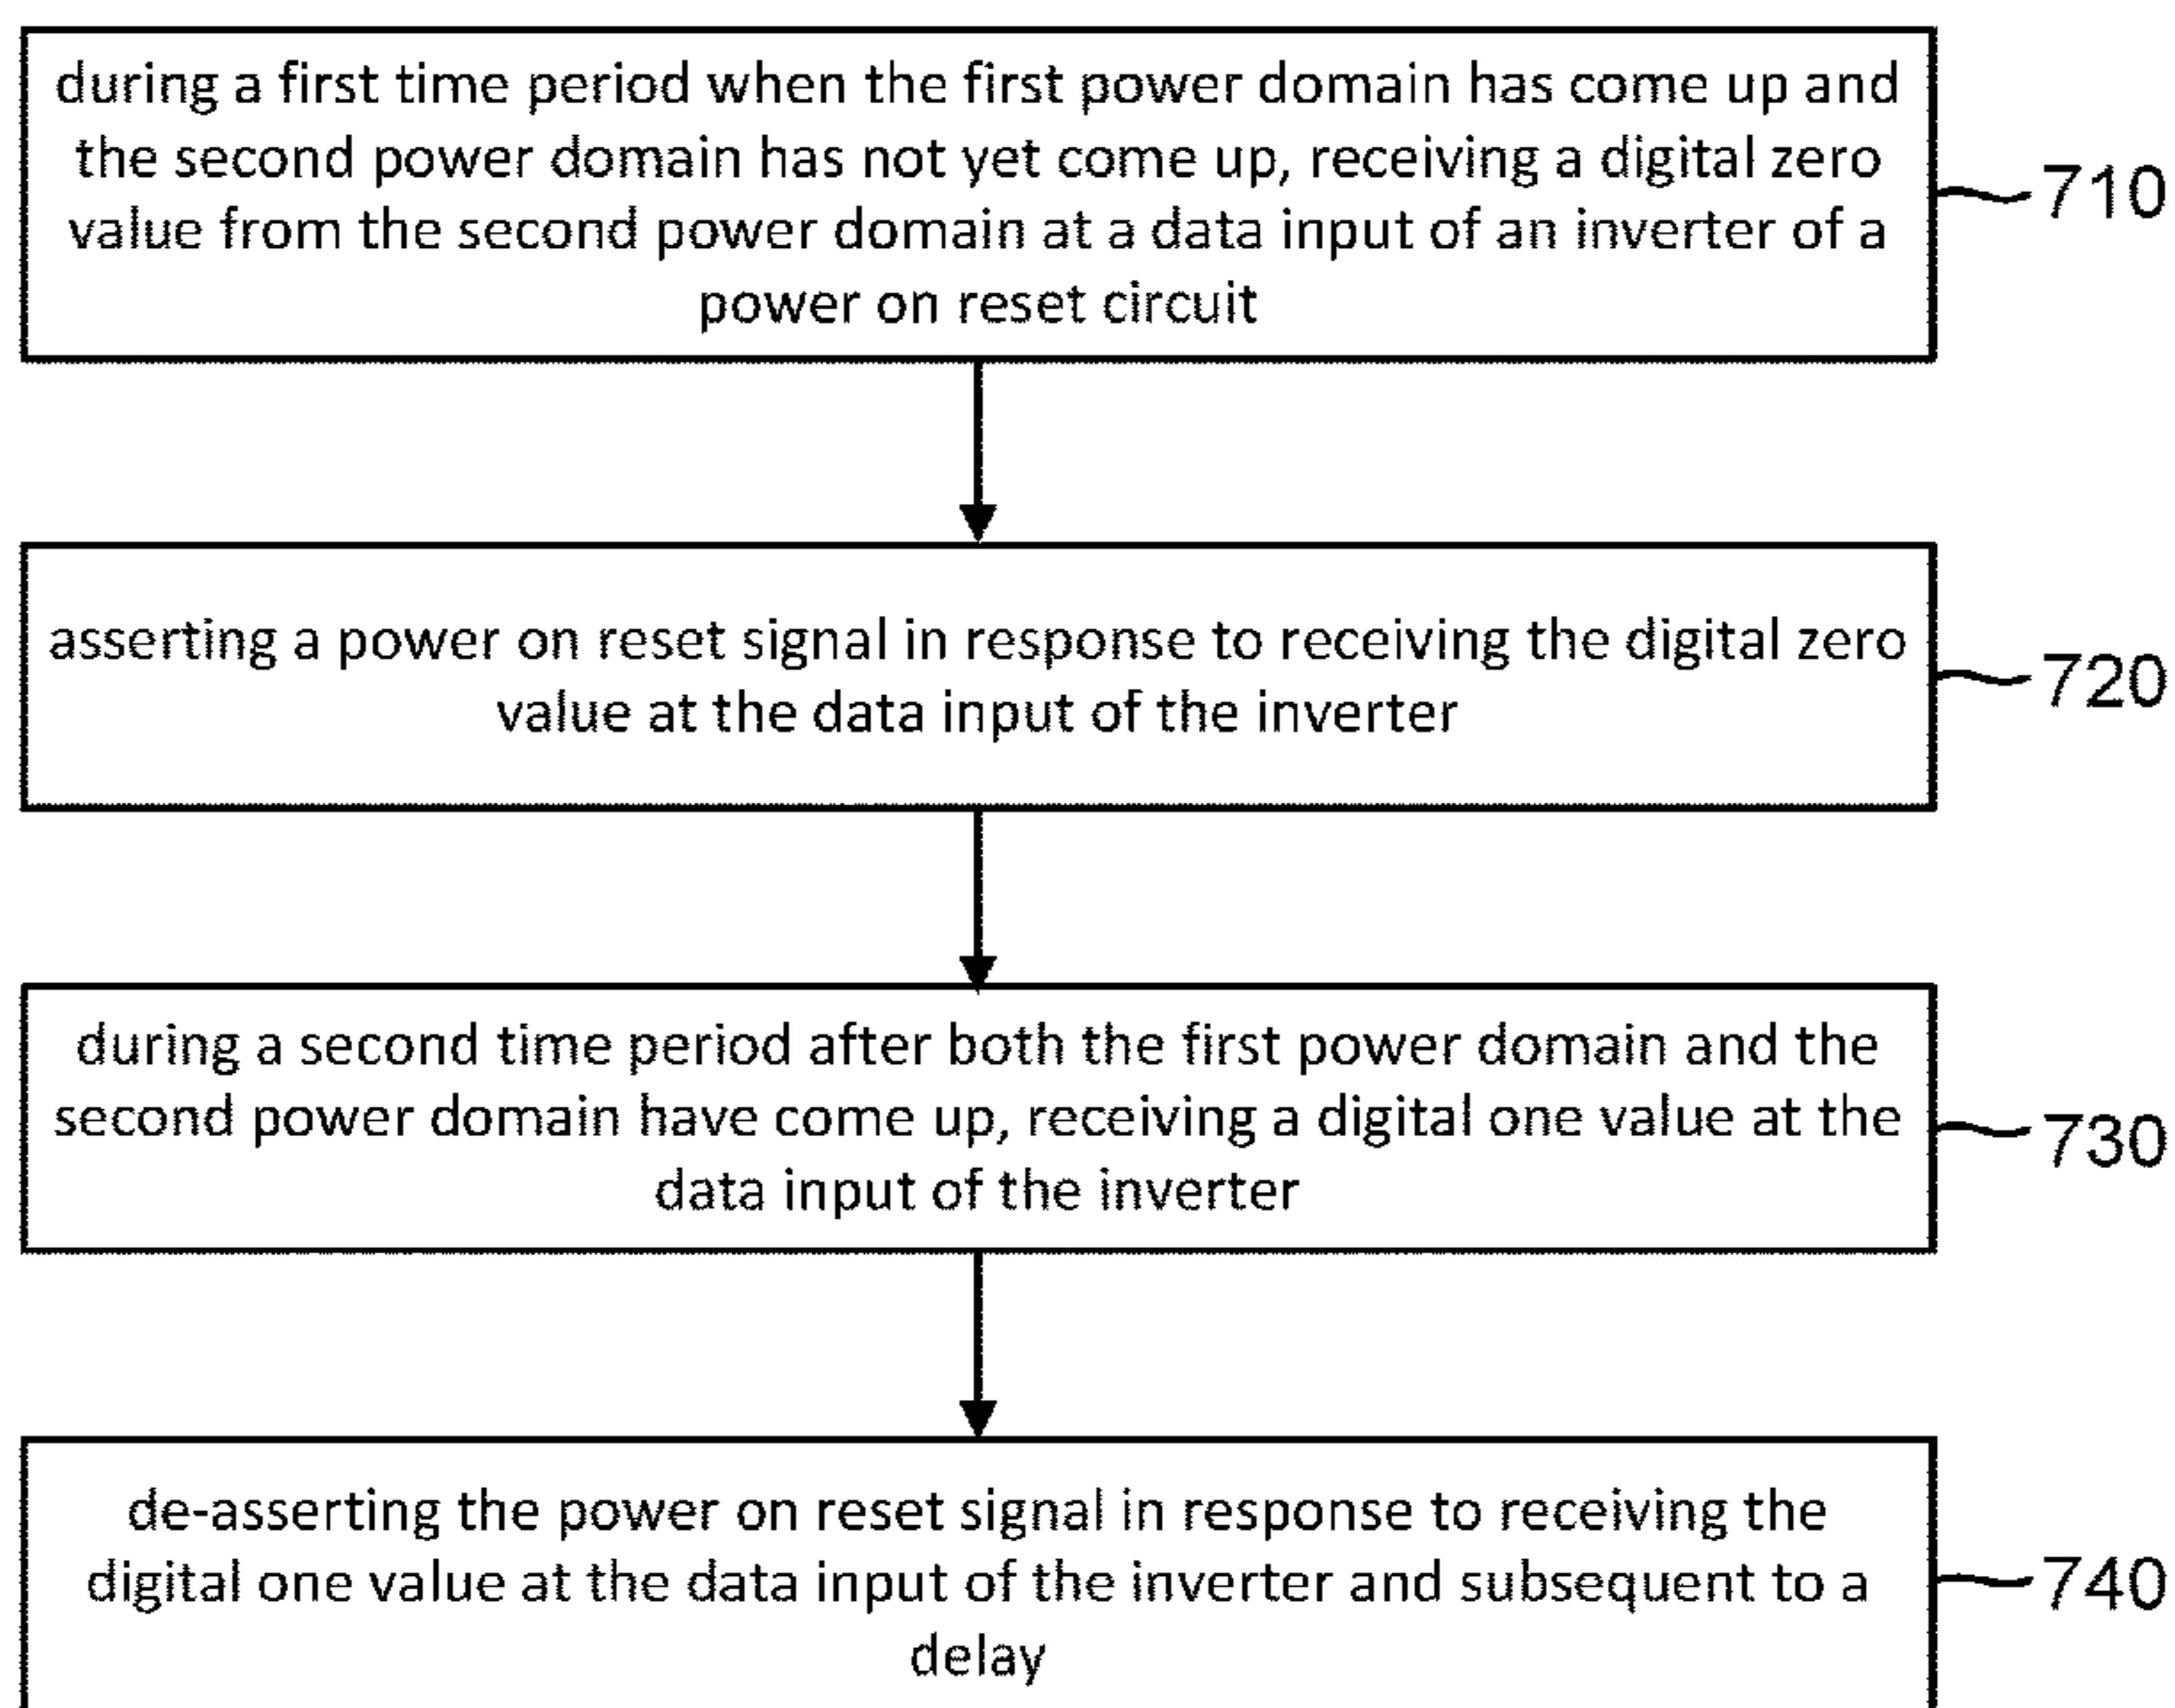 during a first time period when the first power domain has come up and
the second power domain has not yet come up, receiving a digital zero
value from the second power domain at a data input of an inverter of a
power on reset circuit
710
asserting a power on reset signal in response to receiving the digital zero
value at the data input of the inverter
720
during a second time period after both the first power domain and the
second power domain have come up, receiving a digital one value at the
data input of the inverter
730
de-asserting the power on reset signal in response to receiving the
digital one value at the data input of the inverter and subsequent to a
delay
740